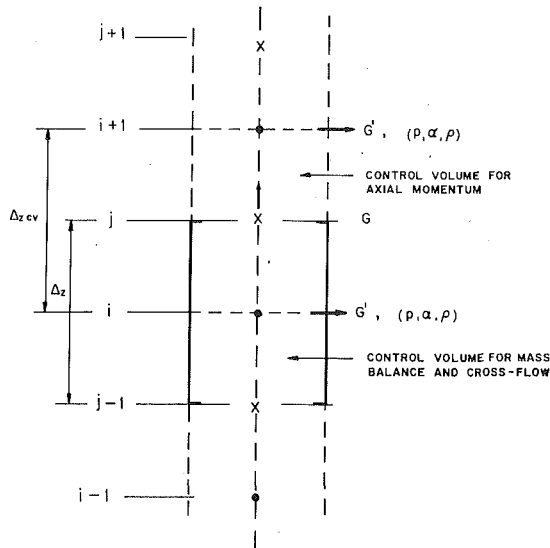 j+1
X
i+1
G', (p,α,ρ)
CONTROL VOLUME FOR
AXIAL MOMENTUM
Δz cv
j
X
G
Δz
i
G', (p,α,ρ)
CONTROL VOLUME FOR MASS
BALANCE AND CROSS-FLOW
j-1
X
i-1